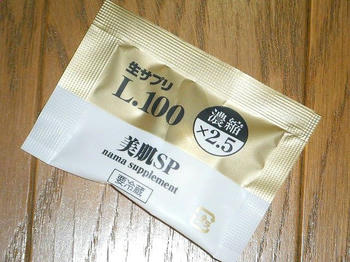 生サプリ
L.100
濃縮
×2.5
美肌SP
nama supplement
要冷蔵